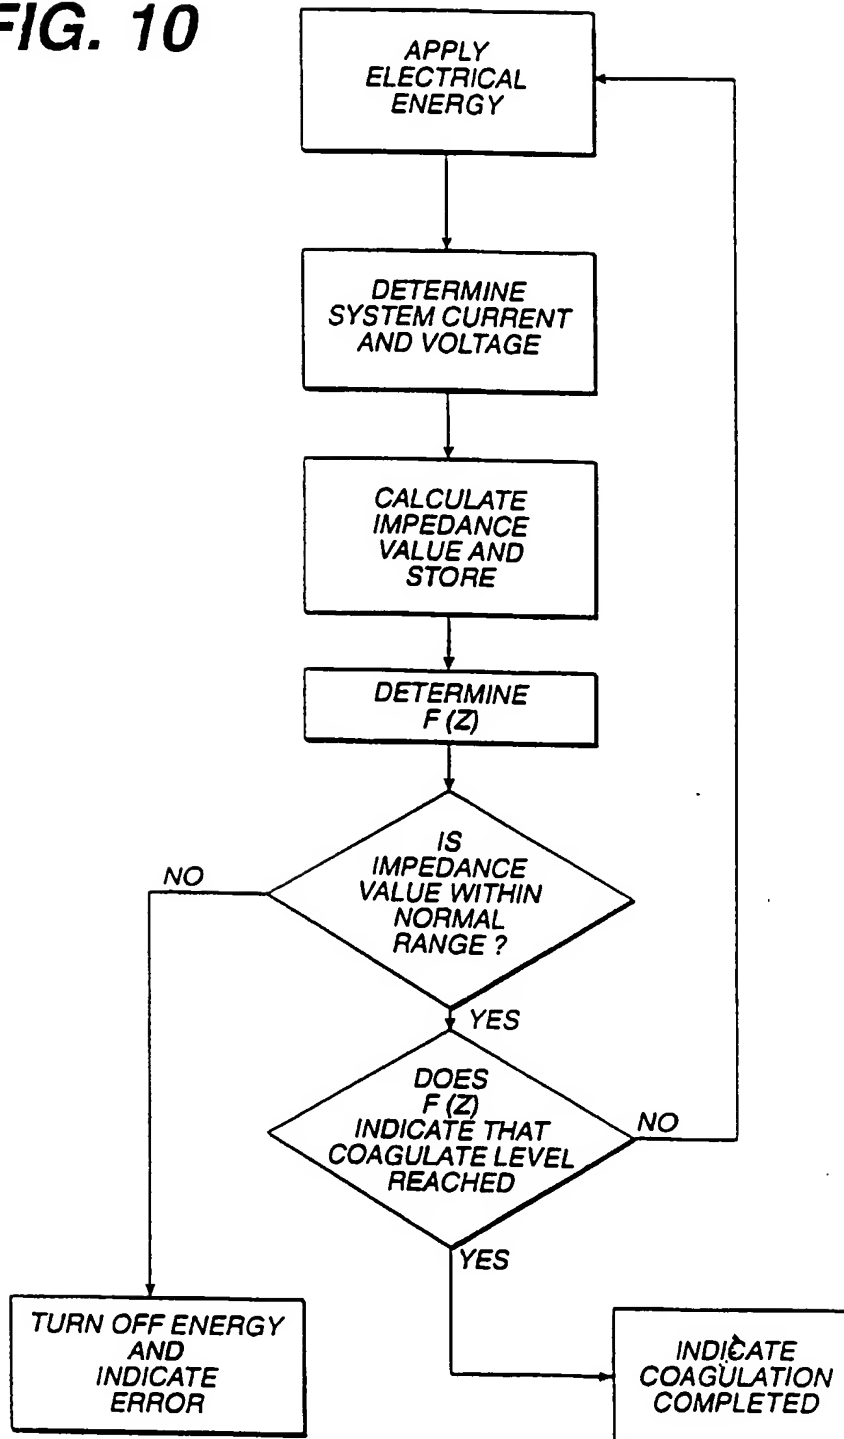 FIG. 10
APPLY
ELECTRICAL
ENERGY
DETERMINE
SYSTEM CURRENT
AND VOLTAGE
CALCULATE
IMPEDANCE
VALUE AND
STORE
DETERMINE
F (Z)
IS
IMPEDANCE
VALUE WITHIN
NORMAL
RANGE ?
NO
YES
DOES
F (Z)
INDICATE THAT
COAGULATE LEVEL
REACHED
NO
YES
TURN OFF ENERGY
AND
INDICATE
ERROR
INDICATE
COAGULATION
COMPLETED